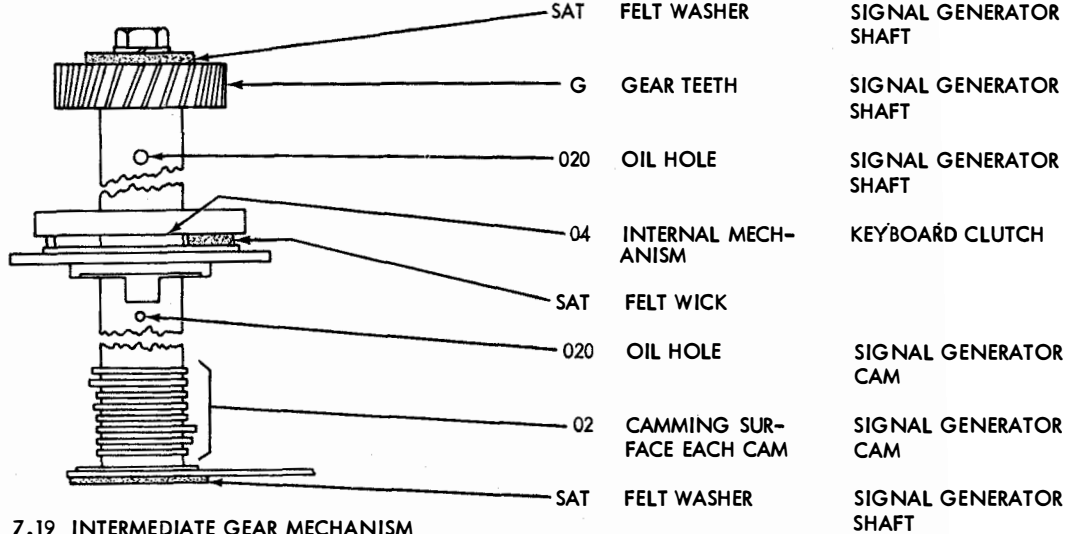 SAT FELT WASHER SIGNAL GENERATOR
SHAFT
G GEAR TEETH SIGNAL GENERATOR
SHAFT
020 OIL HOLE SIGNAL GENERATOR
SHAFT
04 INTERNAL MECH- KEYBOARD CLUTCH
ANISM
SAT FELT WICK
020 OIL HOLE SIGNAL GENERATOR
CAM
02 CAMMING SUR- SIGNAL GENERATOR
FACE EACH CAM CAM
SAT FELT WASHER SIGNAL GENERATOR
SHAFT
7.19 INTERMEDIATE GEAR MECHANISM